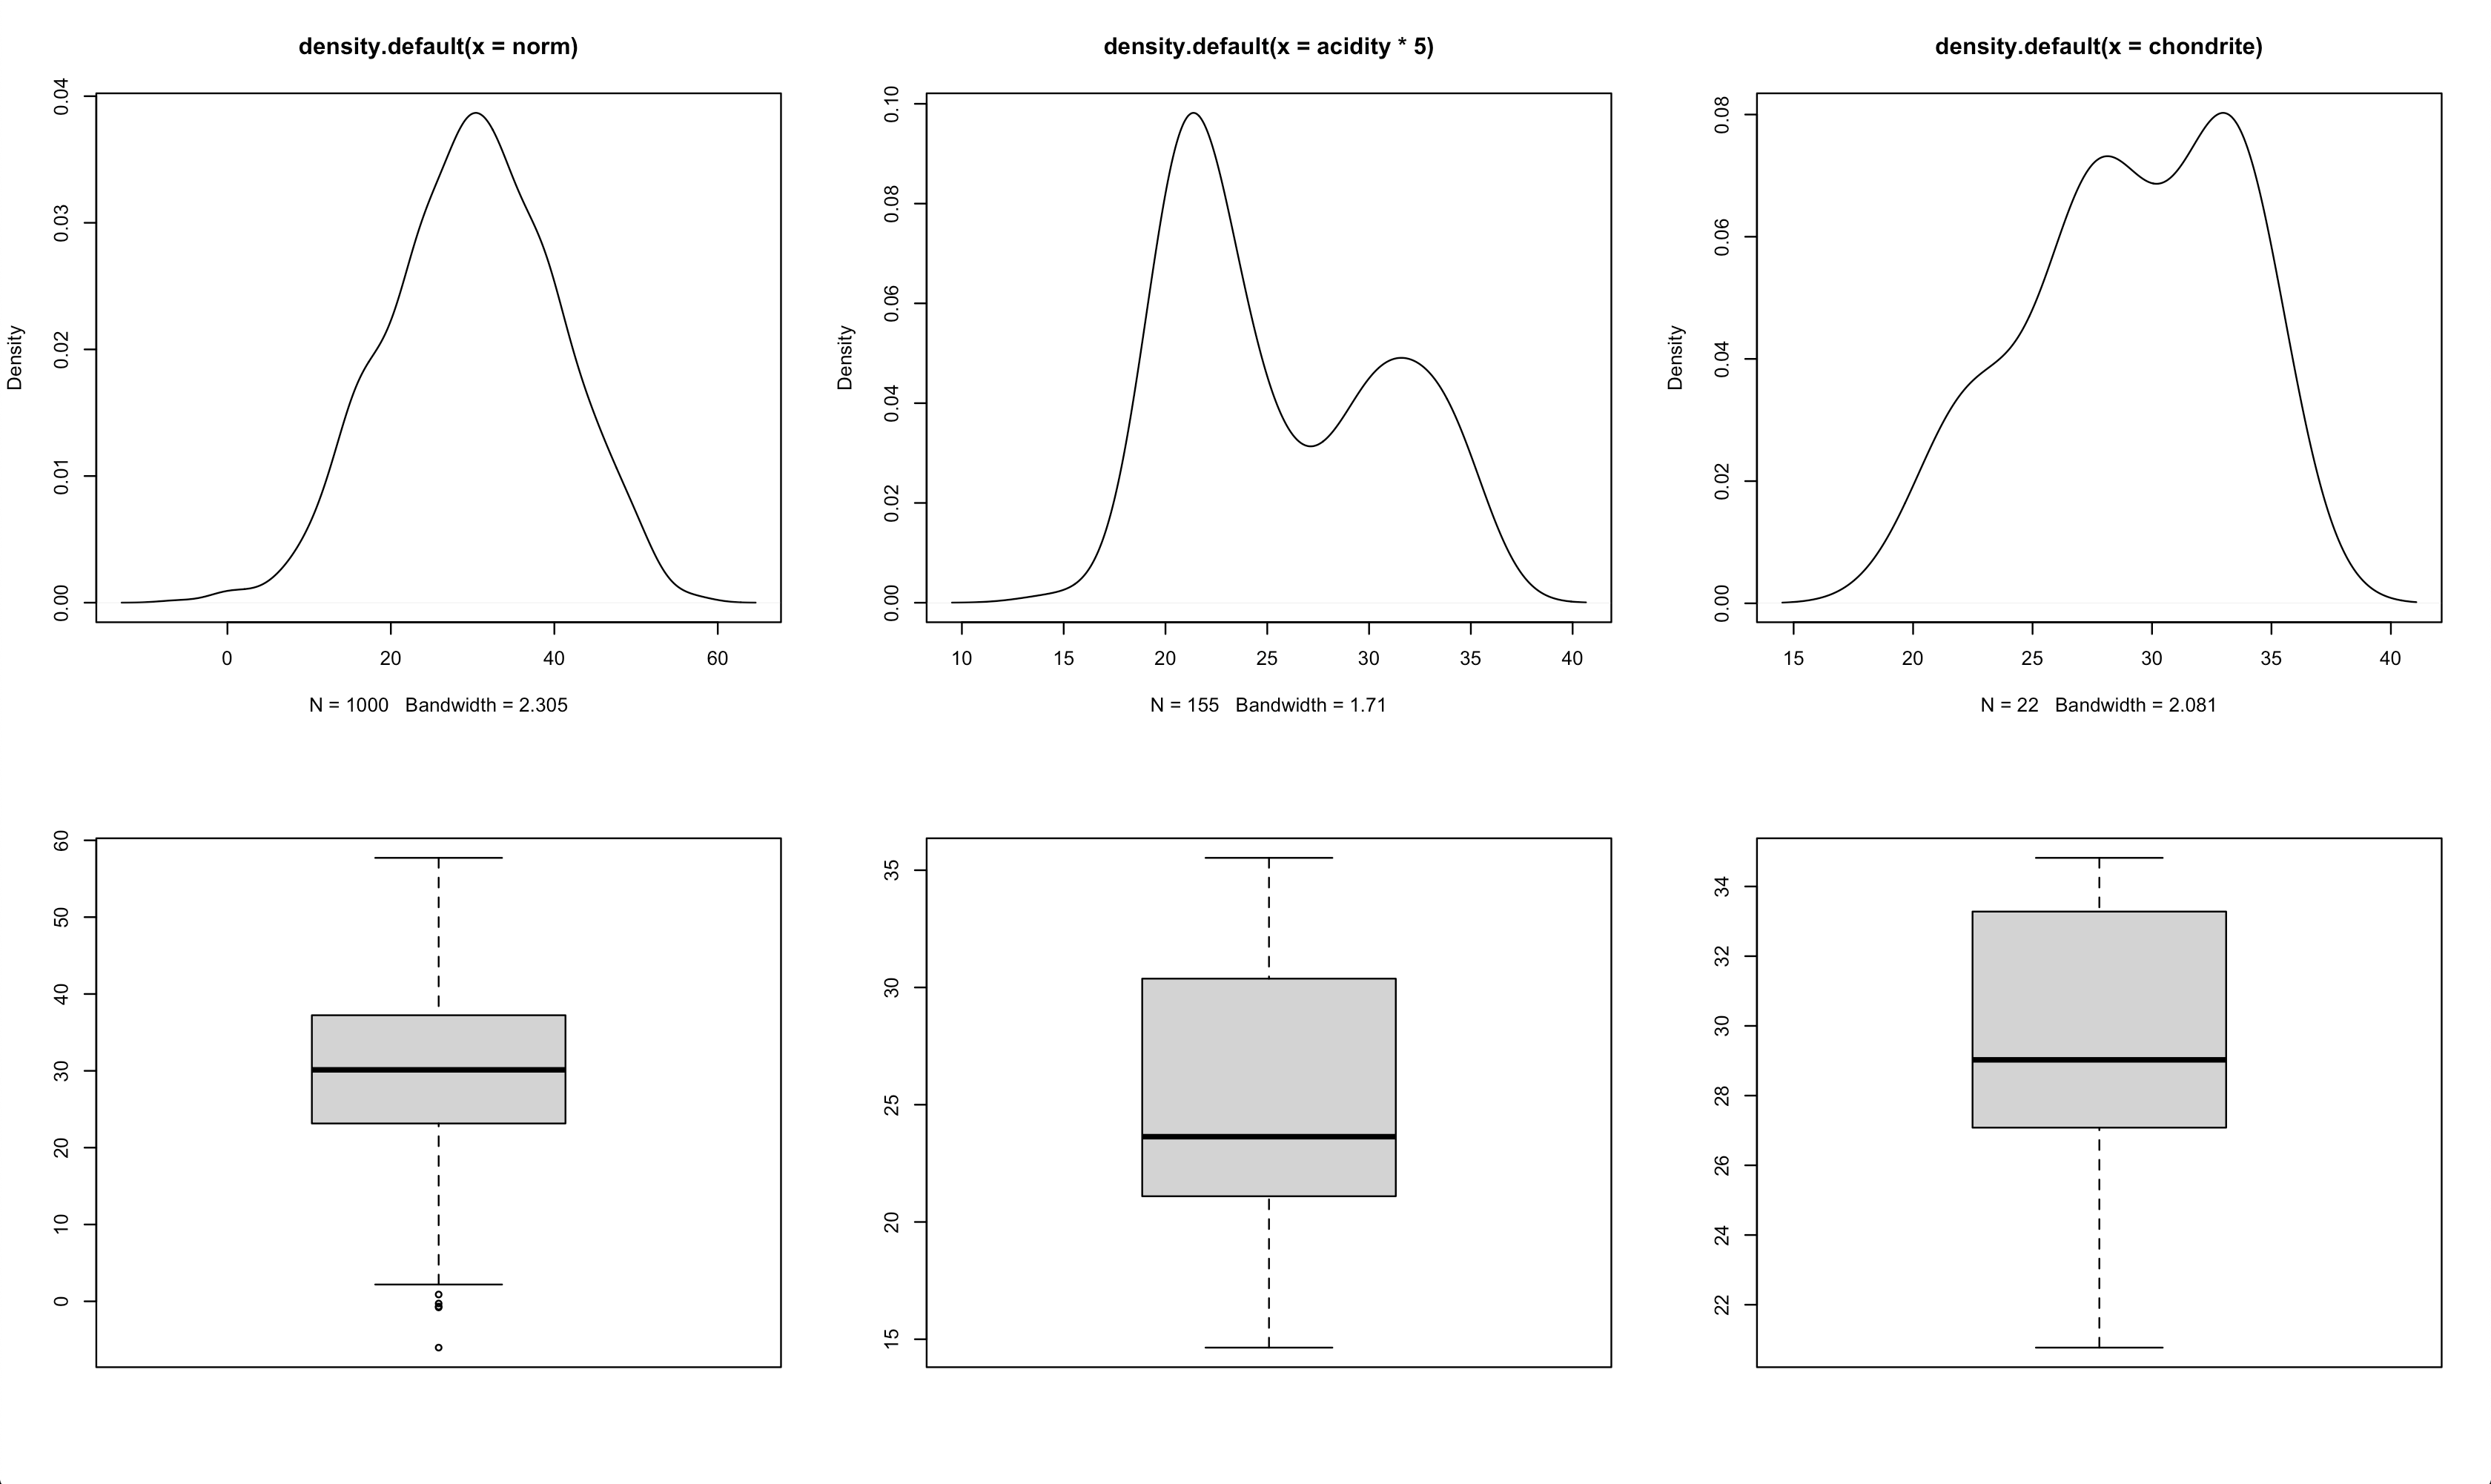 density.default(x = norm)
density.default(x = acidity * 5)
density.default(x = chondrite)
Density
0.00 0.01 0.02 0.03 0.04
0 20 40 60
N = 1000 Bandwidth = 2.305
Density
0.00 0.02 0.04 0.06 0.08 0.10
10 15 20 25 30 35 40
N = 155 Bandwidth = 1.71
Density
0.00 0.02 0.04 0.06 0.08
15 20 25 30 35 40
N = 22 Bandwidth = 2.081
0 10 20 30 40 50 60
15 20 25 30 35
22 24 26 28 30 32 34